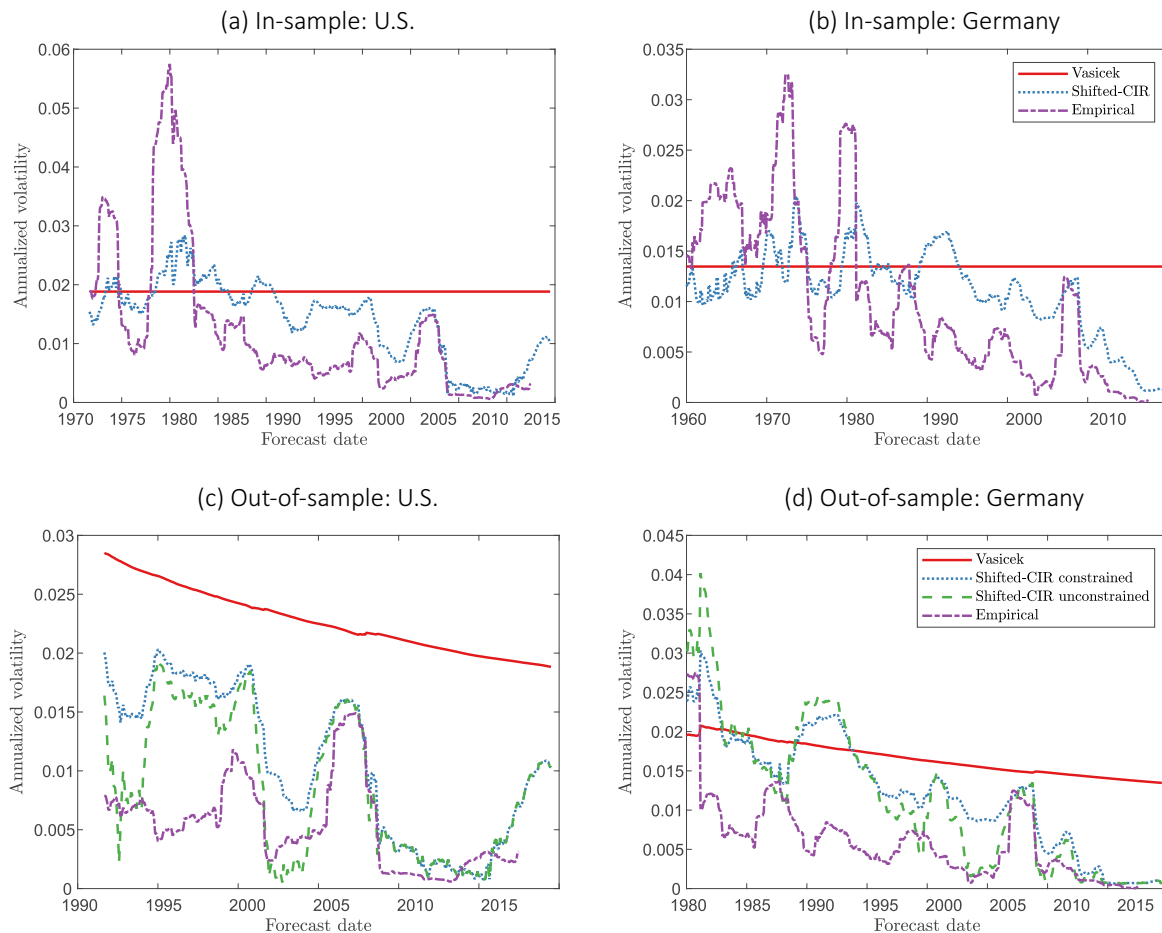 (a) In-sample: U.S.
0.06
0.05
0.04
0.03
0.02
0.01
0
Annualized volatility
1970 1975 1980 1985 1990 1995 2000 2005 2010 2015
Forecast date
(b) In-sample: Germany
0.035
0.03
0.025
0.02
0.015
0.01
0.005
0
Annualized volatility
Vasicek
Shifted-CIR
Empirical
1960 1970 1980 1990 2000 2010
Forecast date
(c) Out-of-sample: U.S.
0.03
0.025
0.02
0.015
0.01
0.005
0
Annualized volatility
1990 1995 2000 2005 2010 2015
Forecast date
(d) Out-of-sample: Germany
0.045
0.04
0.035
0.03
0.025
0.02
0.015
0.01
0.005
0
Annualized volatility
Vasicek
Shifted-CIR constrained
Shifted-CIR unconstrained
Empirical
1980 1985 1990 1995 2000 2005 2010 2015
Forecast date